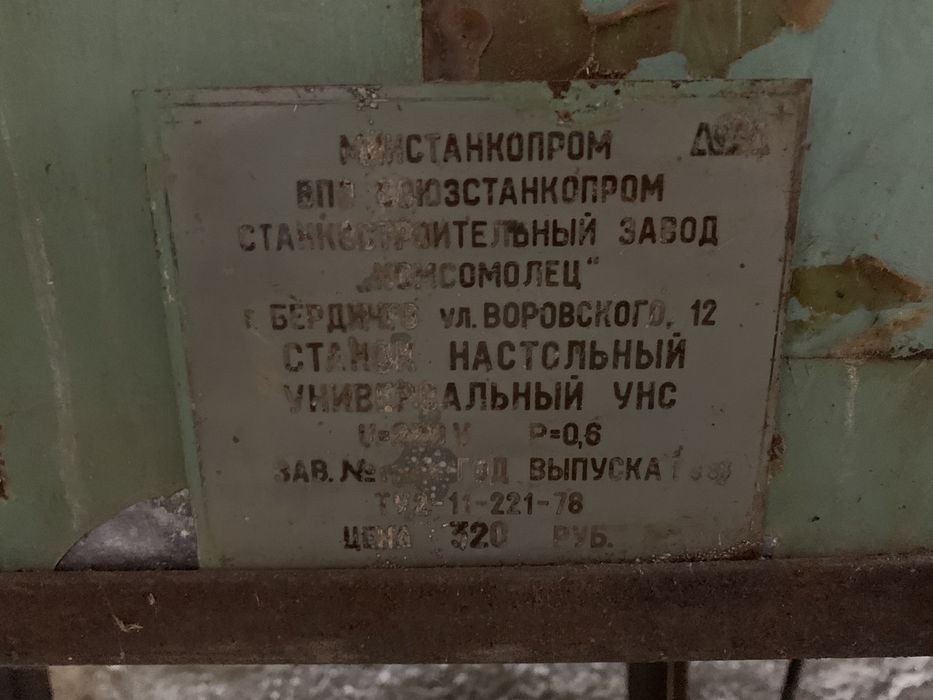 МИНСТАНКОПРОМ
ВПО СОЮЗСТАНКОПРОМ
СТАНКОСТРОИТЕЛЬНЫЙ ЗАВОД
„КОМСОМОЛЕЦ“
г. БЕРДИЧЕВ ул. ВОРОВСКОГО, 12
СТАНОК НАСТОЛЬНЫЙ
УНИВЕРСАЛЬНЫЙ УНС
P=0,6
ЗАВ. № ГОД ВЫПУСКА
ТУ2-11-221-78
ЦЕНА 320 РУБ.